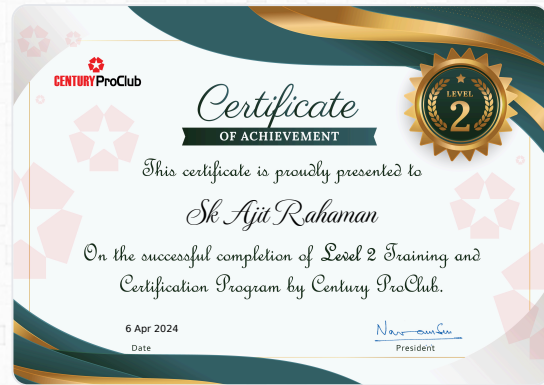 CENTURY ProClub
Certificate
OF ACHIEVEMENT
LEVEL
2
This certificate is proudly presented to
Sk Ajit Rahaman
On the successful completion of Level 2 Training and
Certification Program by Century ProClub.
6 Apr 2024
Date
President